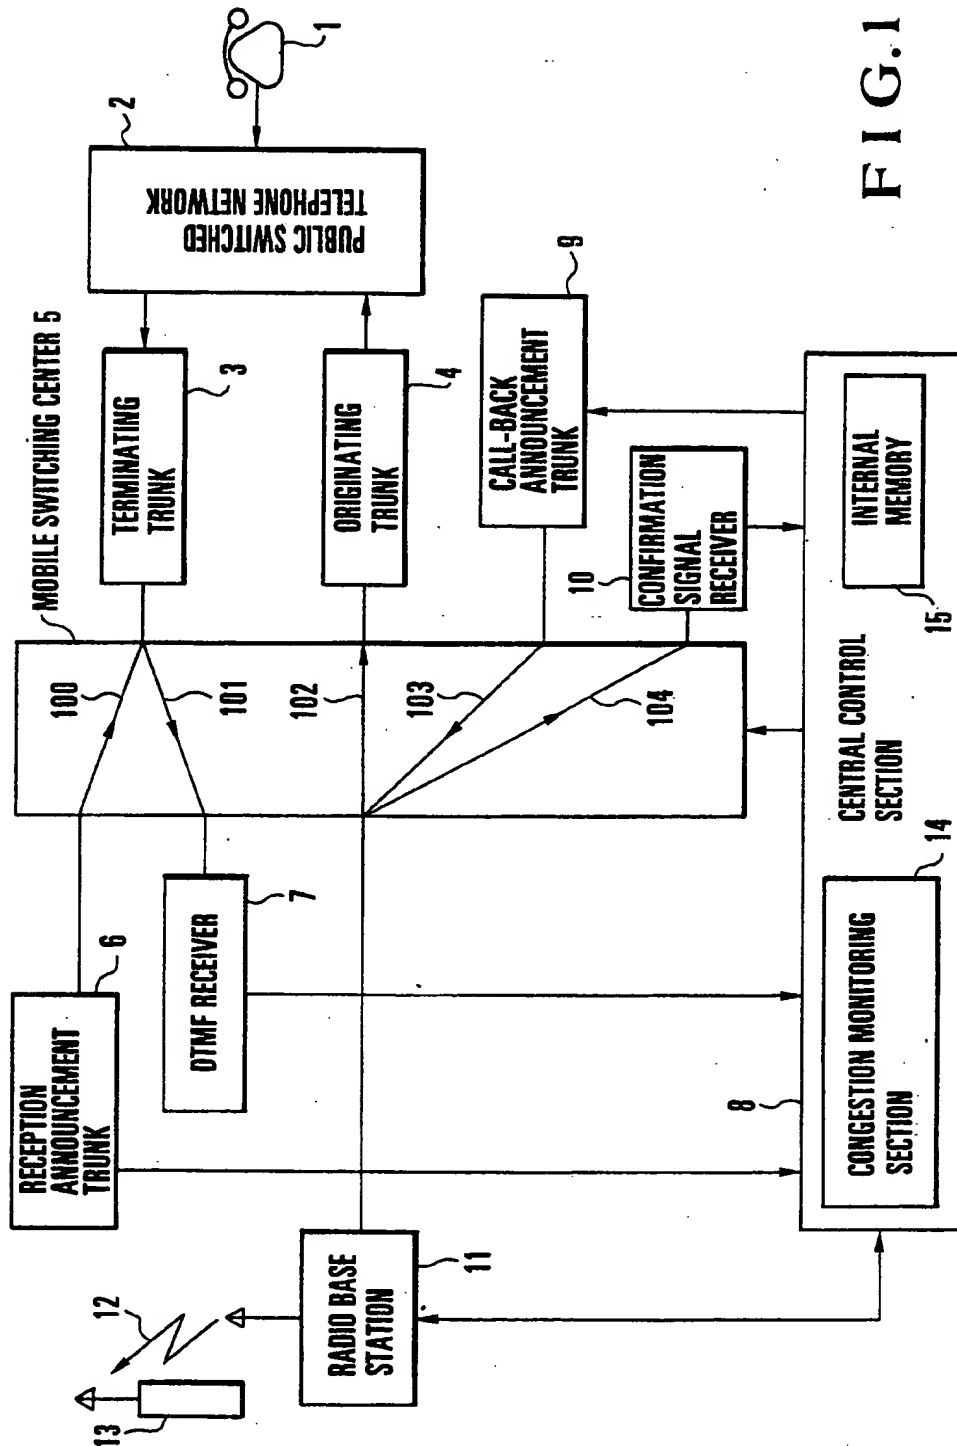 FIG.1
1
2
PUBLIC SWITCHED
TELEPHONE NETWORK
MOBILE SWITCHING CENTER 5
TERMINATING
TRUNK
3
ORIGINATING
TRUNK
4
CALL-BACK
ANNOUNCEMENT
TRUNK
9
10
CONFIRMATION
SIGNAL
RECEIVER
100
101
102
103
104
RECEPTION
ANNOUNCEMENT
TRUNK
6
DTMF RECEIVER
7
RADIO BASE
STATION
11
12
13
8
CENTRAL CONTROL
SECTION
CONGESTION MONITORING
SECTION
14
INTERNAL
MEMORY
15